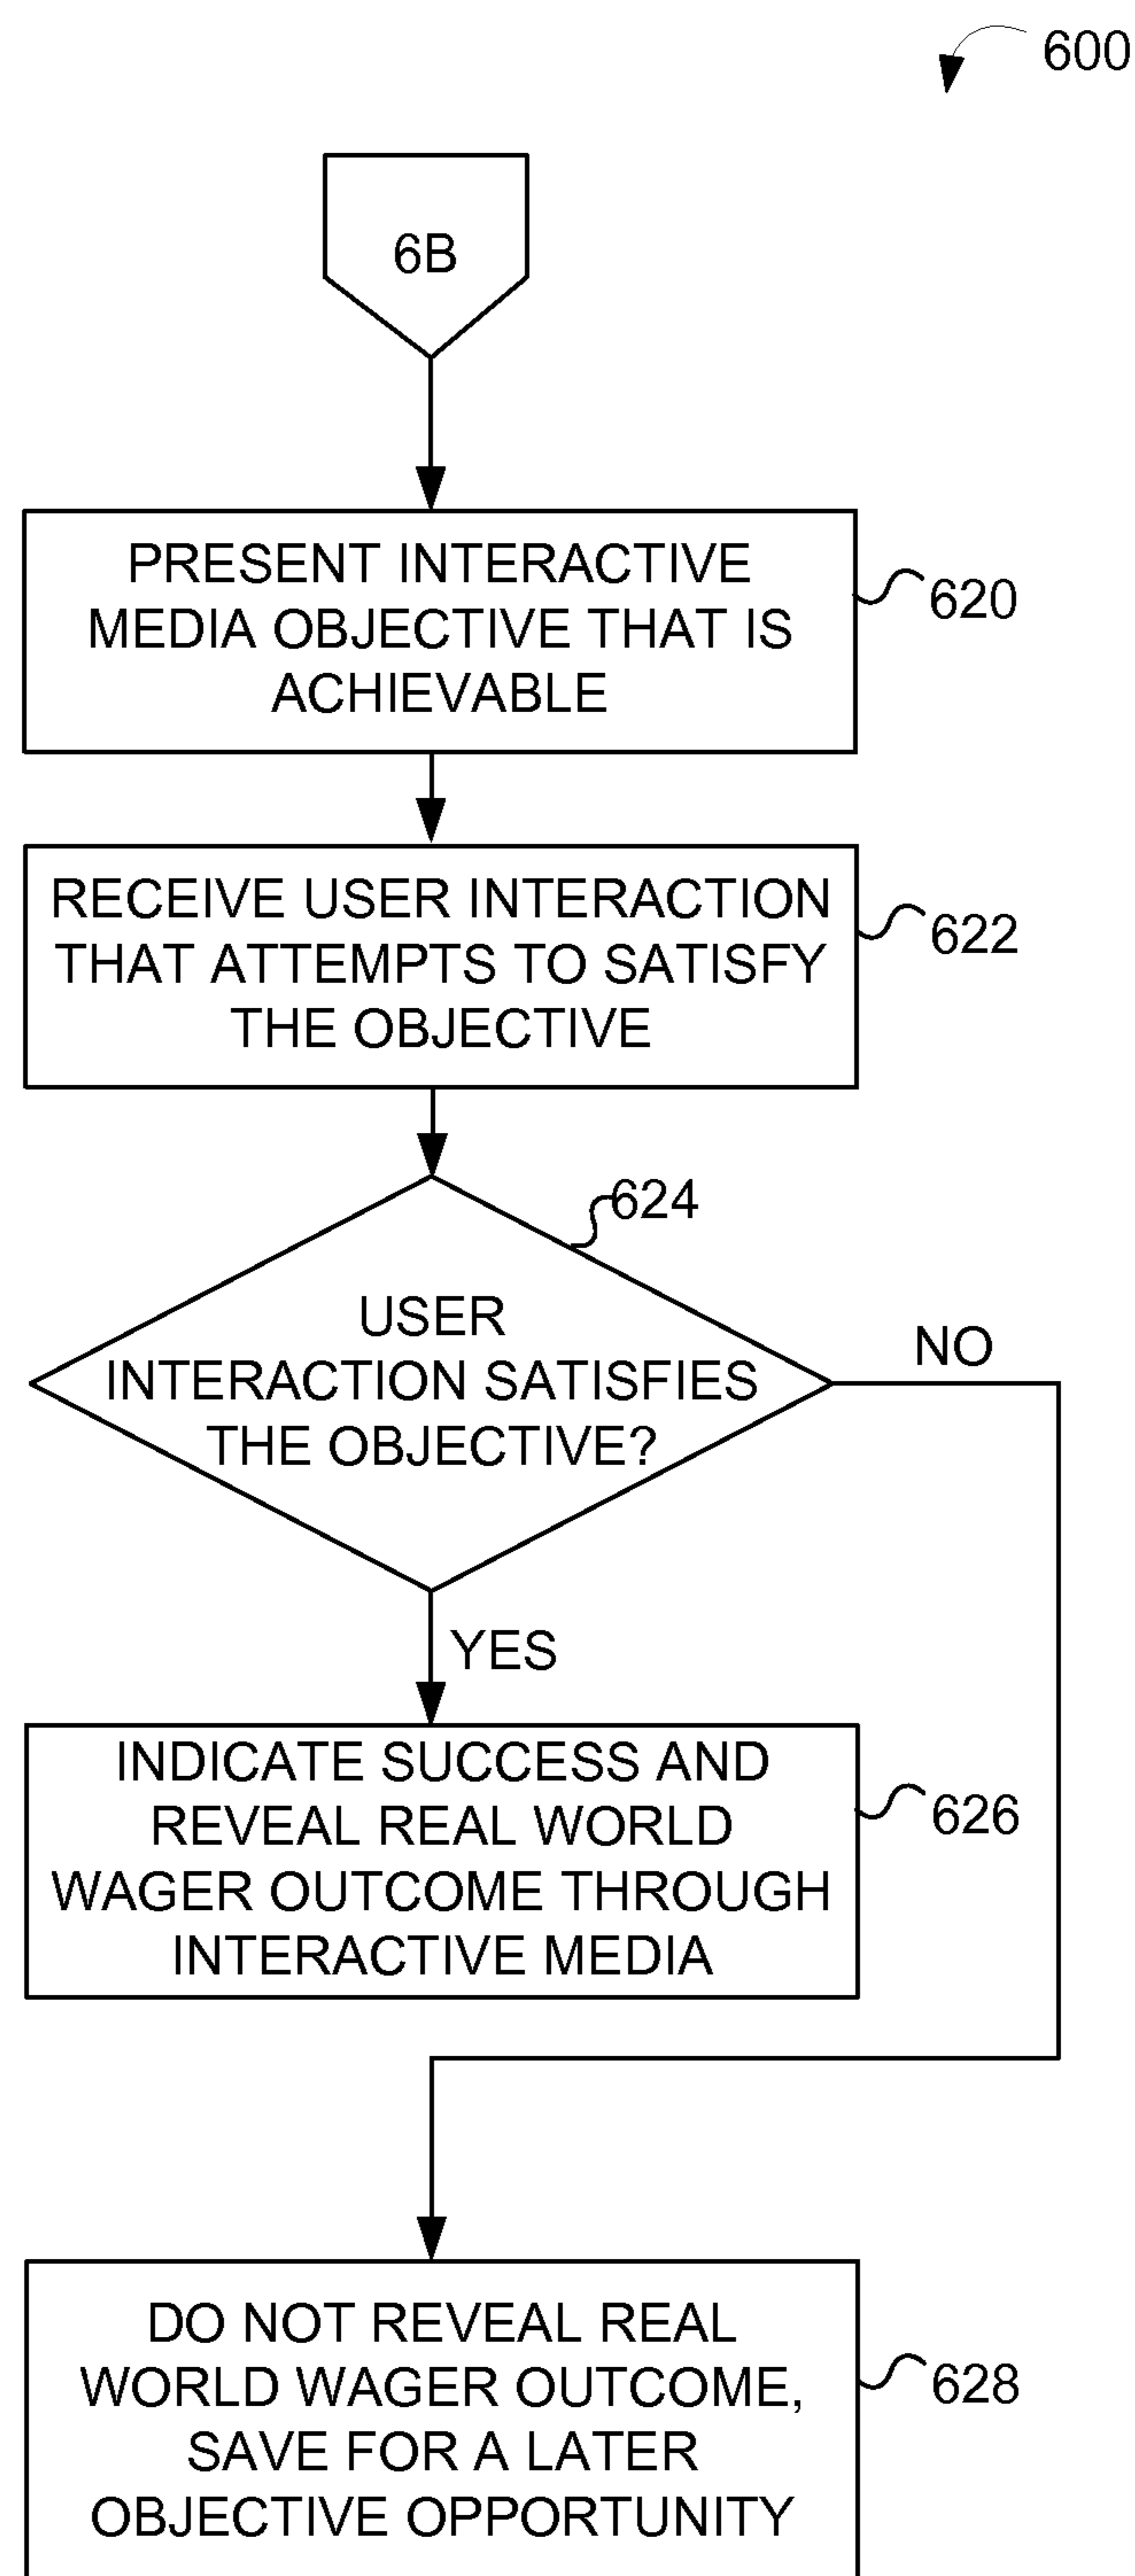 600
6B
PRESENT INTERACTIVE
MEDIA OBJECTIVE THAT IS
ACHIEVABLE
620
RECEIVE USER INTERACTION
THAT ATTEMPTS TO SATISFY
THE OBJECTIVE
622
624
USER
INTERACTION SATISFIES
THE OBJECTIVE?
NO
YES
INDICATE SUCCESS AND
REVEAL REAL WORLD
WAGER OUTCOME THROUGH
INTERACTIVE MEDIA
626
DO NOT REVEAL REAL
WORLD WAGER OUTCOME,
SAVE FOR A LATER
OBJECTIVE OPPORTUNITY
628